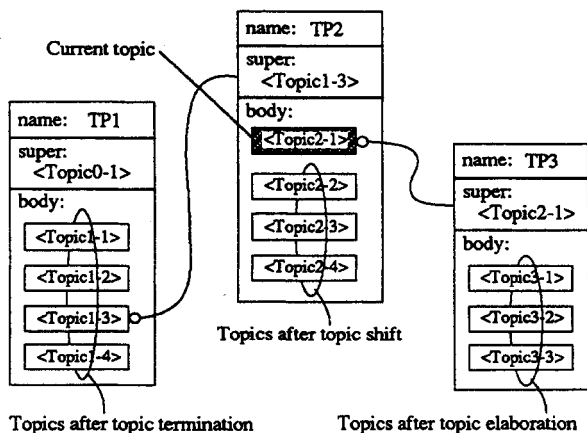 Current topic
name: TP1
super:
<Topic0-1>
body:
<Topic1-1>
<Topic1-2>
<Topic1-3>
<Topic1-4>
Topics after topic termination
name: TP2
super:
<Topic1-3>
body:
<Topic2-1>
<Topic2-2>
<Topic2-3>
<Topic2-4>
Topics after topic shift
name: TP3
super:
<Topic2-1>
body:
<Topic3-1>
<Topic3-2>
<Topic3-3>
Topics after topic elaboration